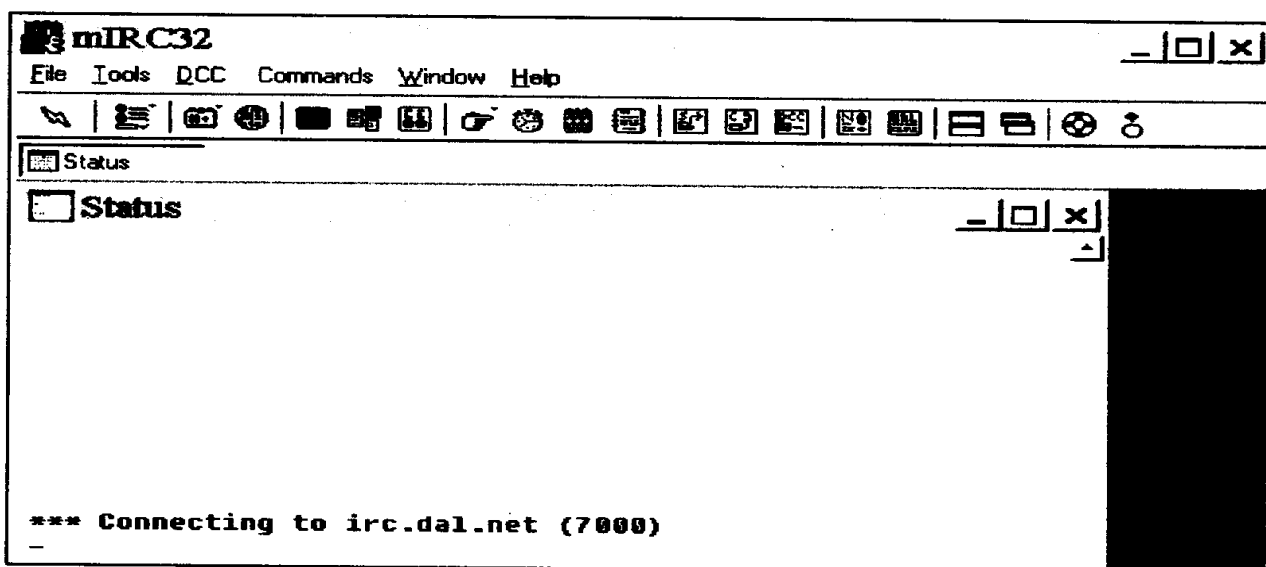 mIRC32
File Tools DCC Commands Window Help
Status
Status
*** Connecting to irc.dal.net (7000)